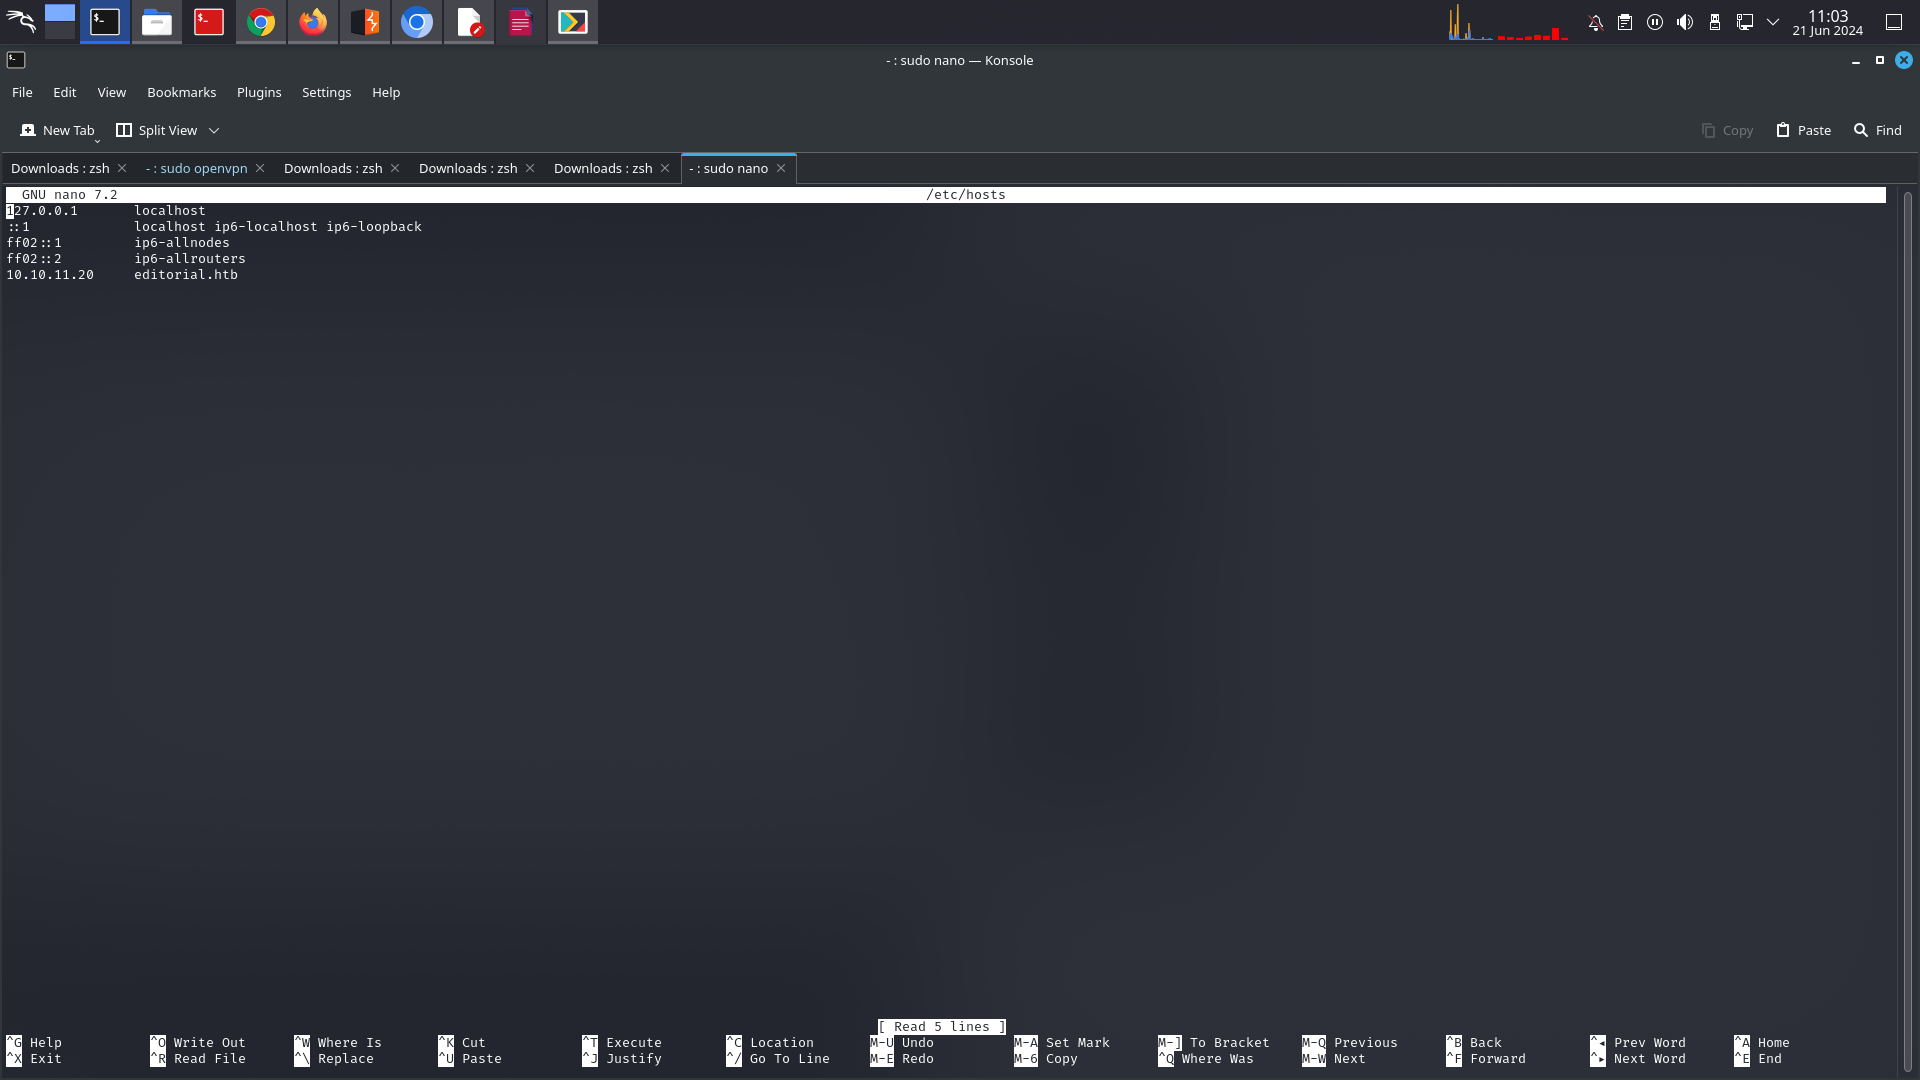 11:03
21 Jun 2024
- : sudo nano — Konsole
File Edit View Bookmarks Plugins Settings Help
New Tab Split View Copy Paste Find
Downloads : zsh - : sudo openvpn Downloads : zsh Downloads : zsh Downloads : zsh - : sudo nano
GNU nano 7.2 /etc/hosts
127.0.0.1 localhost
::1 localhost ip6-localhost ip6-loopback
ff02::1 ip6-allnodes
ff02::2 ip6-allrouters
10.10.11.20 editorial.htb
[ Read 5 lines ]
^G Help ^O Write Out ^W Where Is ^K Cut ^T Execute ^C Location M-U Undo M-A Set Mark M-] To Bracket M-Q Previous ^B Back ^◂ Prev Word ^A Home
^X Exit ^R Read File ^\ Replace ^U Paste ^J Justify ^/ Go To Line M-E Redo M-6 Copy ^Q Where Was M-W Next ^F Forward ^▸ Next Word ^E End